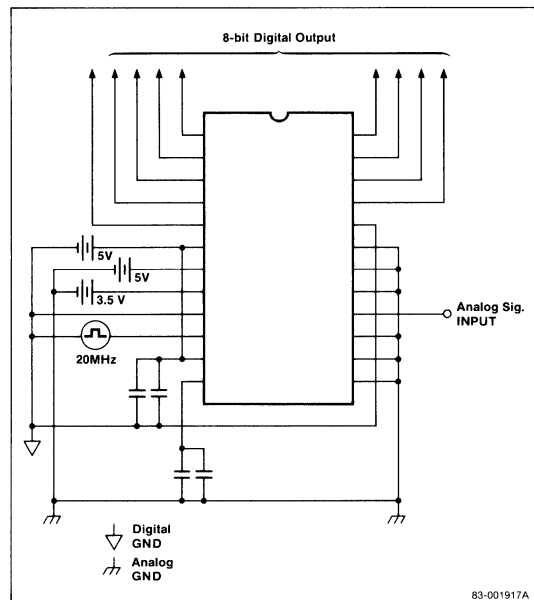 8-bit Digital Output
5V
5V
3.5 V
Analog Sig.
INPUT
20MHz
Digital
GND
Analog
GND
83-001917A